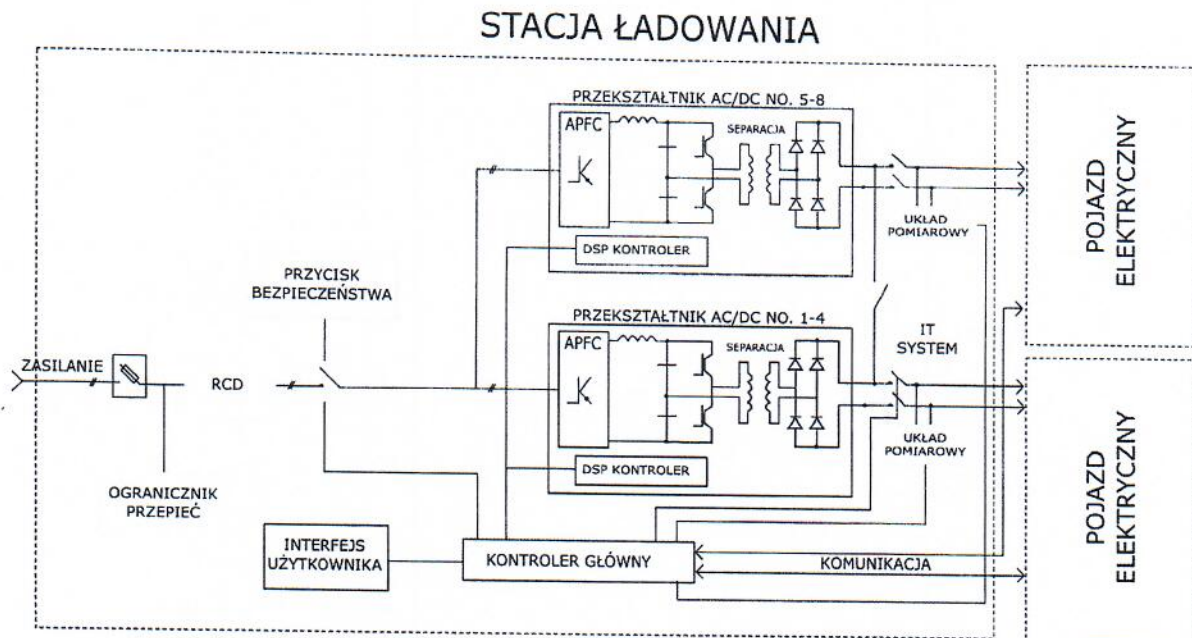 STACJA ŁADOWANIA
PRZEKSZTAŁTNIK AC/DC NO. 5-8
APFC
SEPARACJA
DSP KONTROLER
UKŁAD
POMIAROWY
POJAZD
ELEKTRYCZNY
PRZYCISK
BEZPIECZEŃSTWA
PRZEKSZTAŁTNIK AC/DC NO. 1-4
APFC
SEPARACJA
DSP KONTROLER
IT
SYSTEM
UKŁAD
POMIAROWY
ZASILANIE
RCD
OGRANICZNIK
PRZEPIĘĆ
INTERFEJS
UŻYTKOWNIKA
KONTROLER GŁÓWNY
KOMUNIKACJA
POJAZD
ELEKTRYCZNY